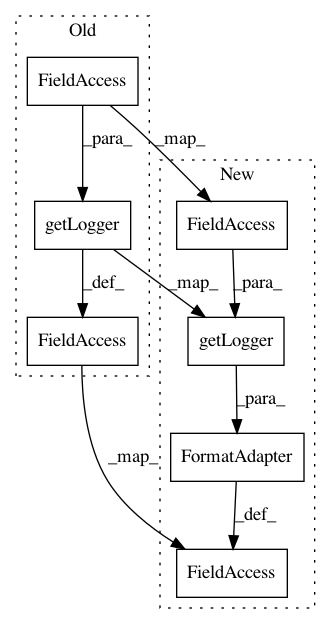 Old
FieldAccess
_para_
_map_
New
getLogger
FieldAccess
_def_
_map_
_para_
FieldAccess
getLogger
_para_
_map_
FormatAdapter
_def_
FieldAccess